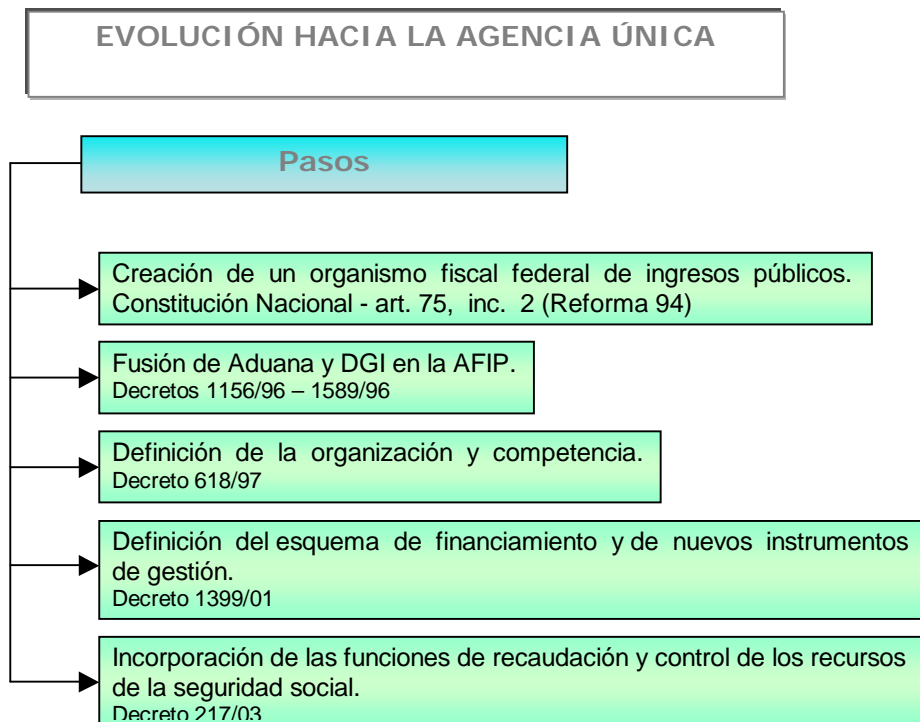 EVOLUCIÓN HACIA LA AGENCIA ÚNICA
Pasos
Creación de un organismo fiscal federal de ingresos públicos.
Constitución Nacional - art. 75, inc. 2 (Reforma 94)
Fusión de Aduana y DGI en la AFIP.
Decretos 1156/96 – 1589/96
Definición de la organización y competencia.
Decreto 618/97
Definición del esquema de financiamiento y de nuevos instrumentos
de gestión.
Decreto 1399/01
Incorporación de las funciones de recaudación y control de los recursos
de la seguridad social.
Decreto 217/03